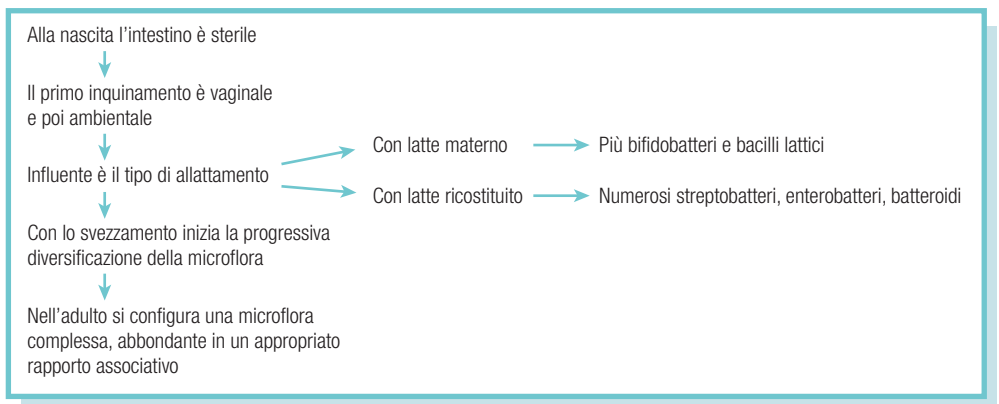 Alla nascita l’intestino è sterile
Il primo inquinamento è vaginale
e poi ambientale
Influente è il tipo di allattamento
Con latte materno
Più bifidobatteri e bacilli lattici
Con latte ricostituito
Numerosi streptobatteri, enterobatteri, batteroidi
Con lo svezzamento inizia la progressiva
diversificazione della microflora
Nell’adulto si configura una microflora
complessa, abbondante in un appropriato
rapporto associativo